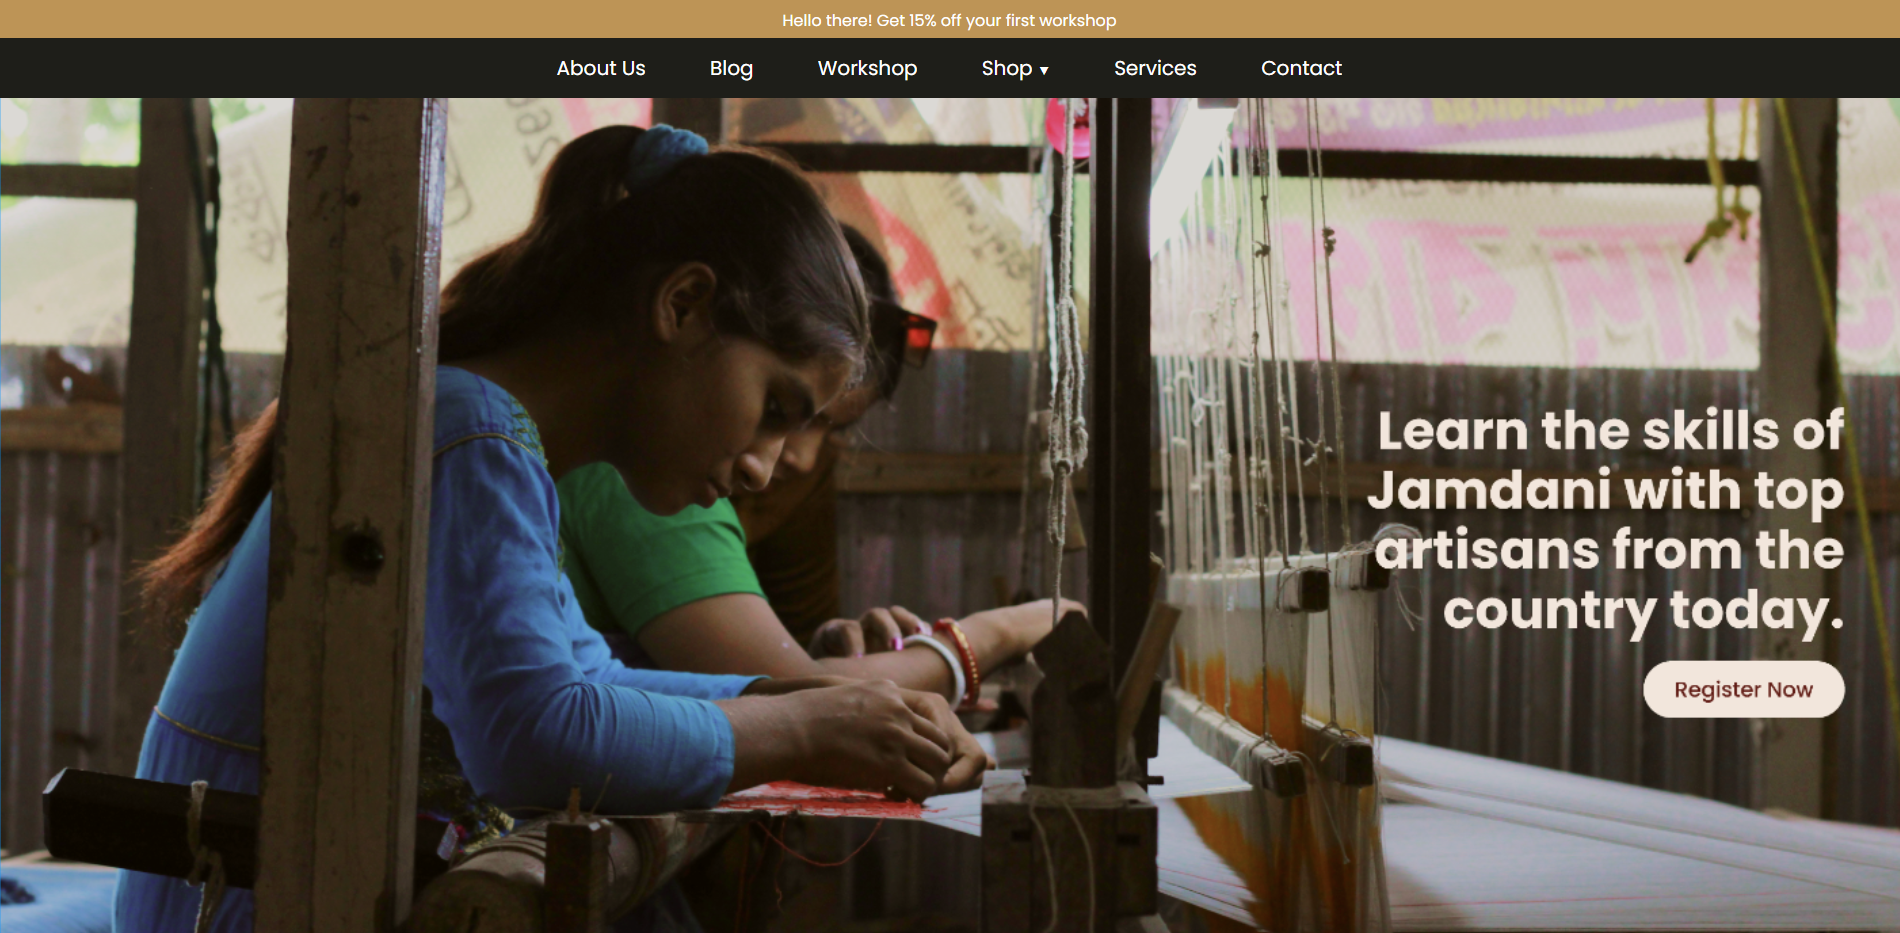 Hello there! Get 15% off your first workshop
About Us Blog Workshop Shop ▼ Services Contact
Learn the skills of
Jamdani with top
artisans from the
country today.
Register Now